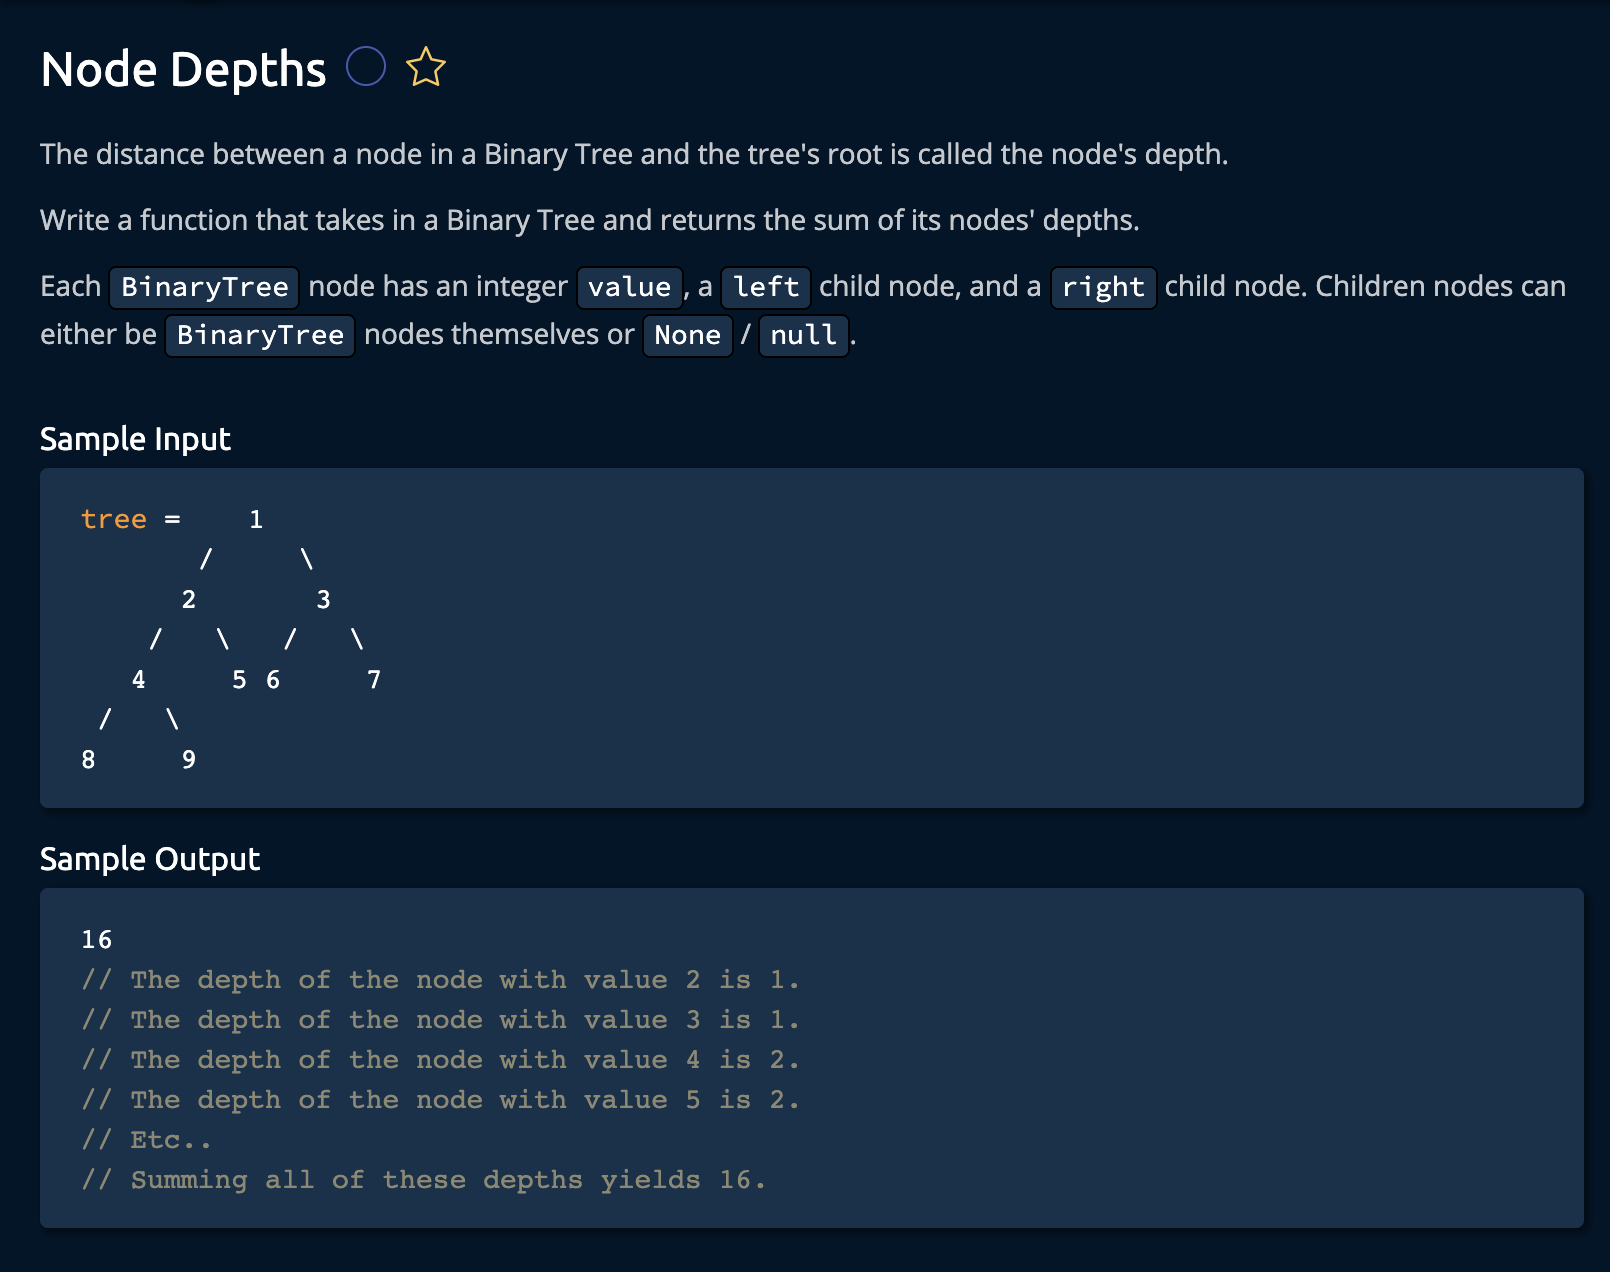 Node Depths
The distance between a node in a Binary Tree and the tree's root is called the node's depth.
Write a function that takes in a Binary Tree and returns the sum of its nodes' depths.
Each BinaryTree node has an integer value, a left child node, and a right child node. Children nodes can
either be BinaryTree nodes themselves or None / null.
Sample Input
tree =    1
       /     \
      2       3
    /   \   /   \
   4     5 6     7
 /   \
8     9
Sample Output
16
// The depth of the node with value 2 is 1.
// The depth of the node with value 3 is 1.
// The depth of the node with value 4 is 2.
// The depth of the node with value 5 is 2.
// Etc..
// Summing all of these depths yields 16.